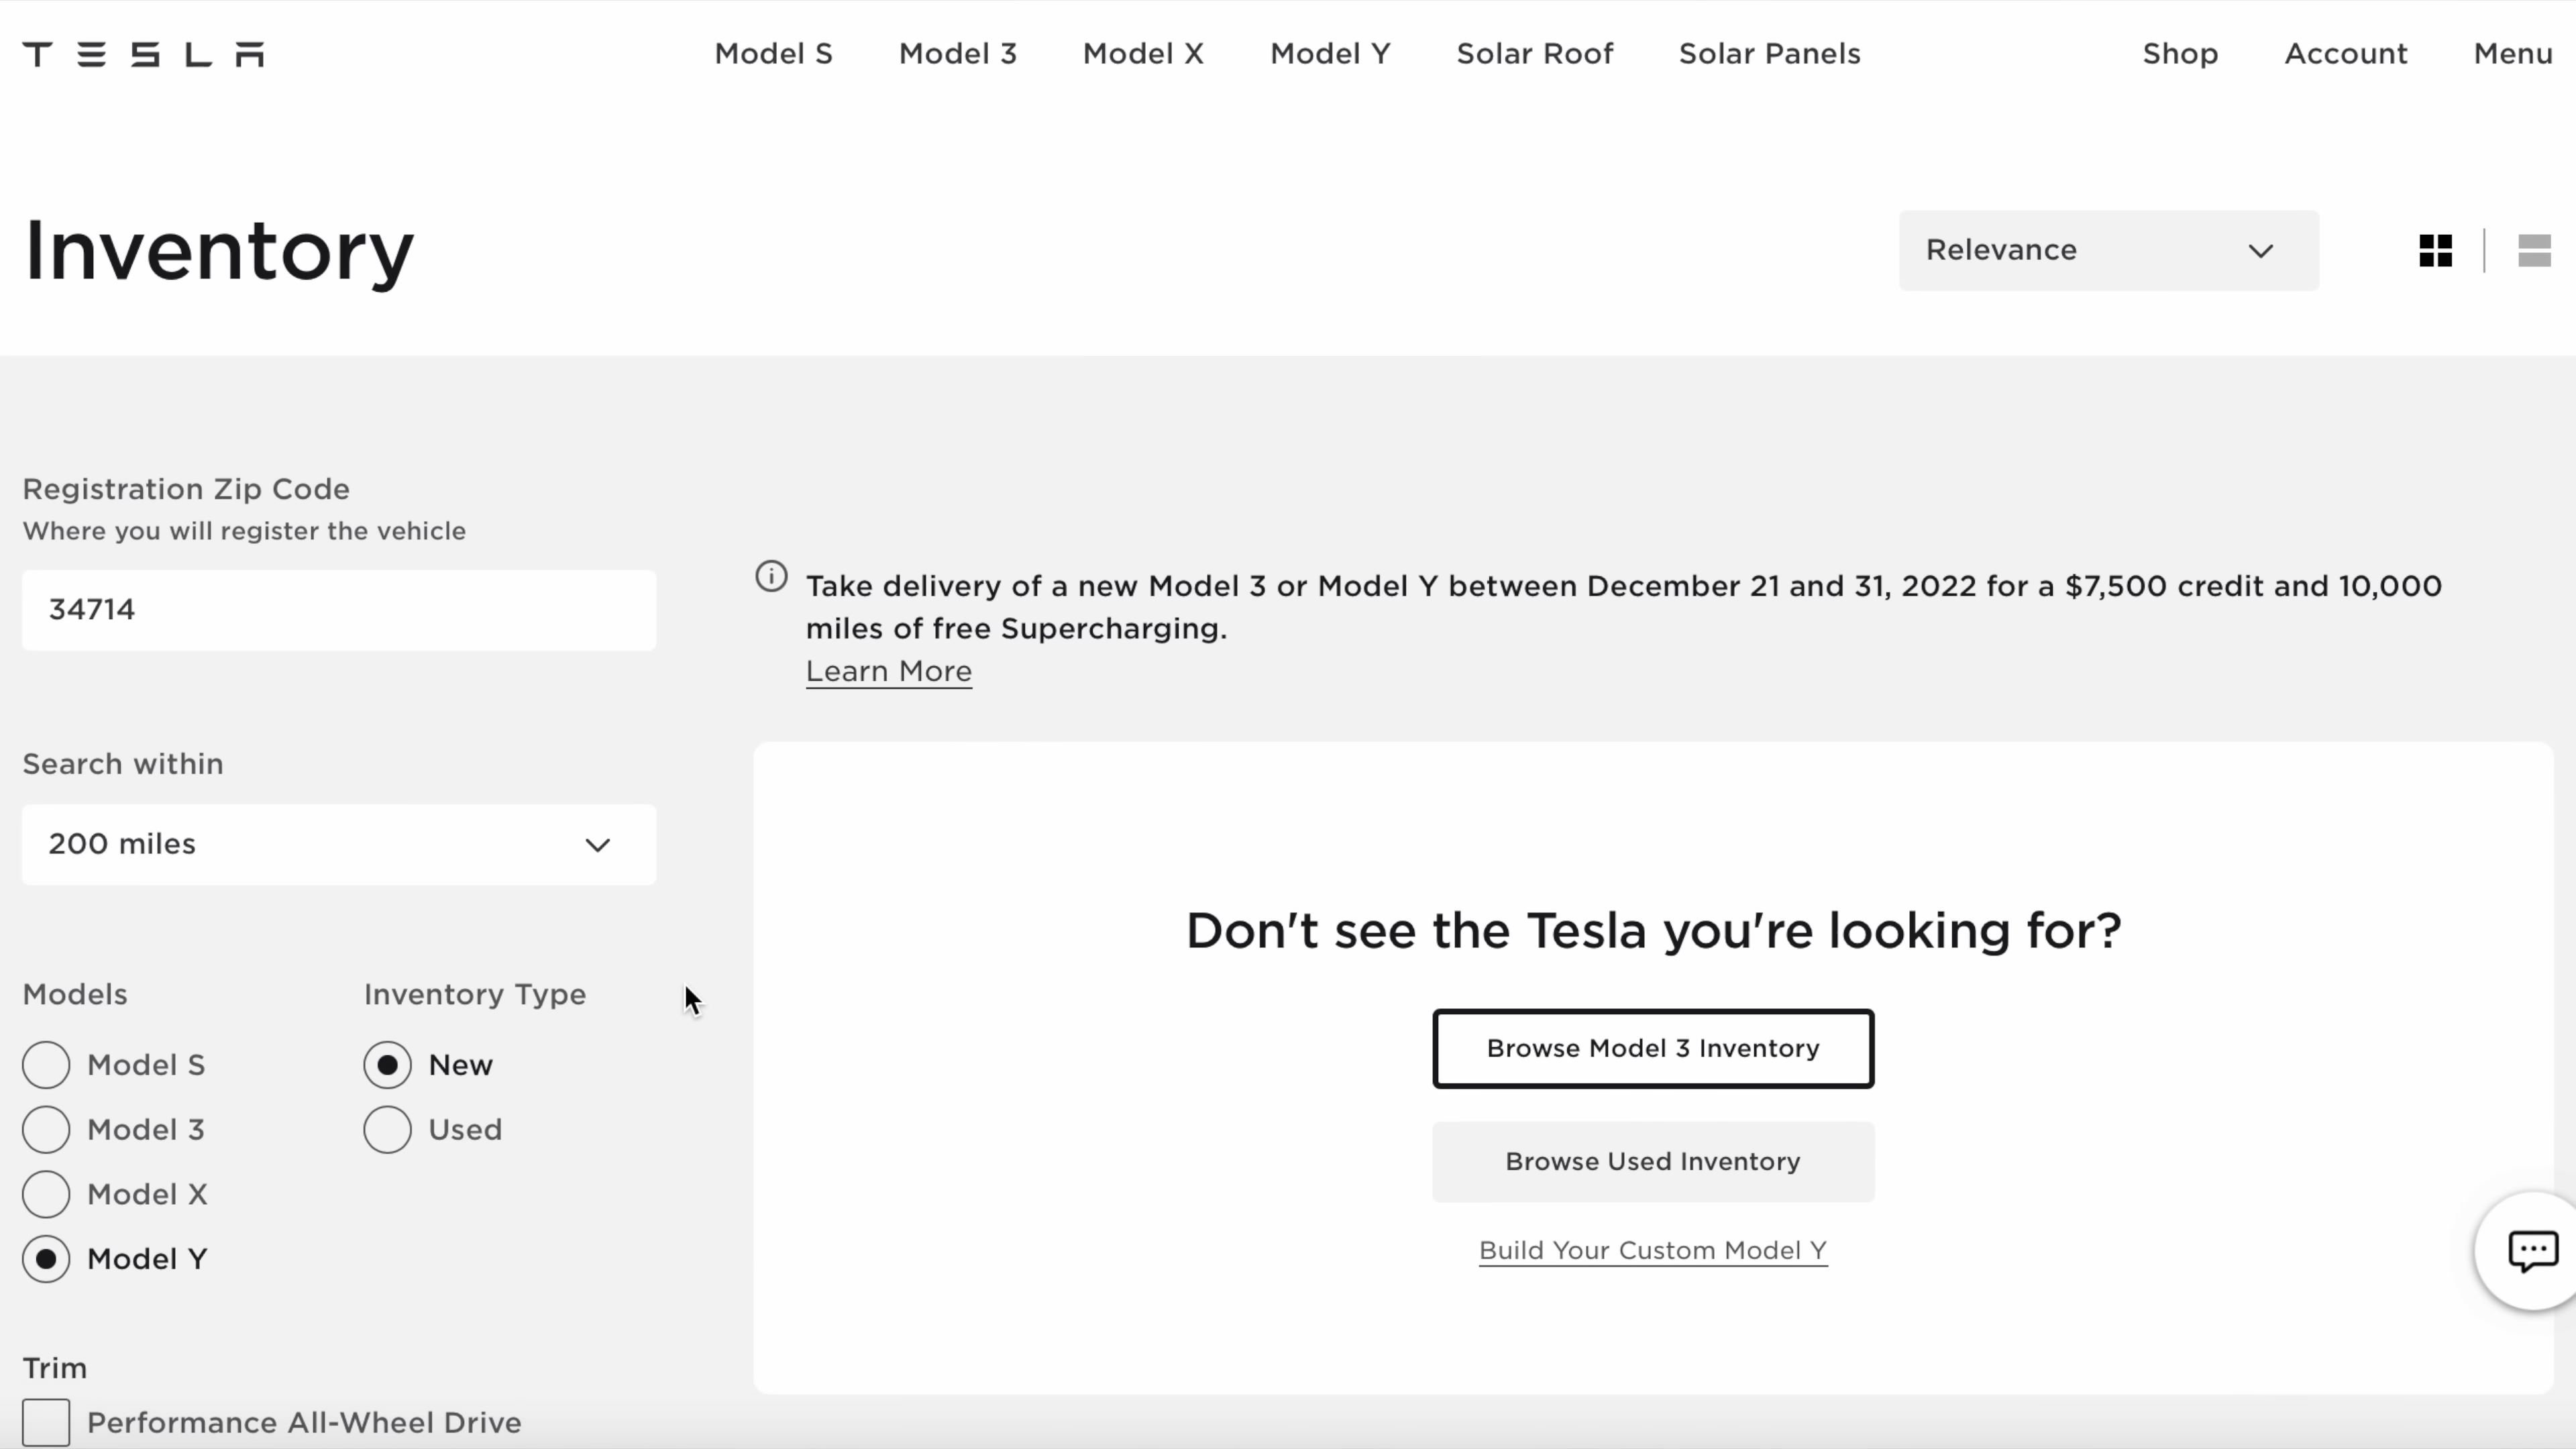 TESLA
Model S Model 3 Model X Model Y Solar Roof Solar Panels Shop Account Menu
Inventory
Relevance
Registration Zip Code
Where you will register the vehicle
34714
Take delivery of a new Model 3 or Model Y between December 21 and 31, 2022 for a $7,500 credit and 10,000
miles of free Supercharging.
Learn More
Search within
200 miles
Models
Model S
Model 3
Model X
Model Y
Inventory Type
New
Used
Trim
Performance All-Wheel Drive
Don't see the Tesla you're looking for?
Browse Model 3 Inventory
Browse Used Inventory
Build Your Custom Model Y